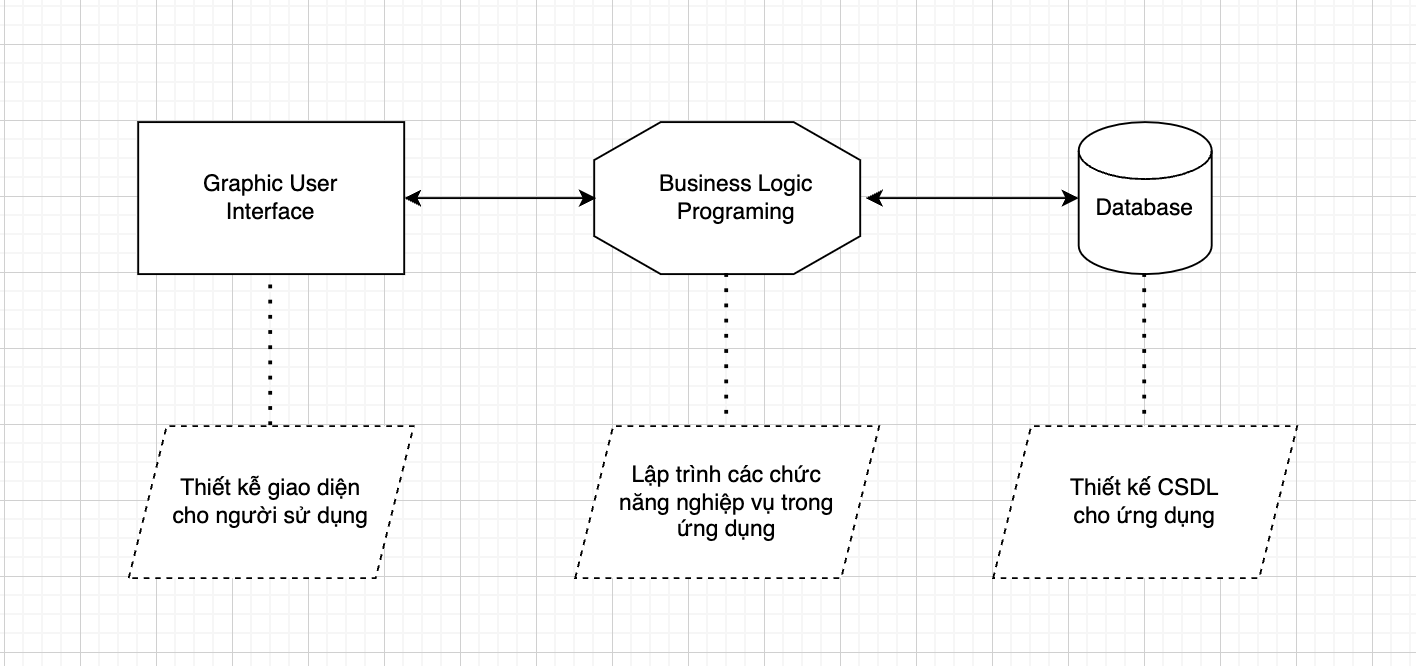 Graphic User
Interface
Business Logic
Programing
Database
Thiết kễ giao diện
cho người sử dụng
Lập trình các chức
năng nghiệp vụ trong
ứng dụng
Thiết kế CSDL
cho ứng dụng